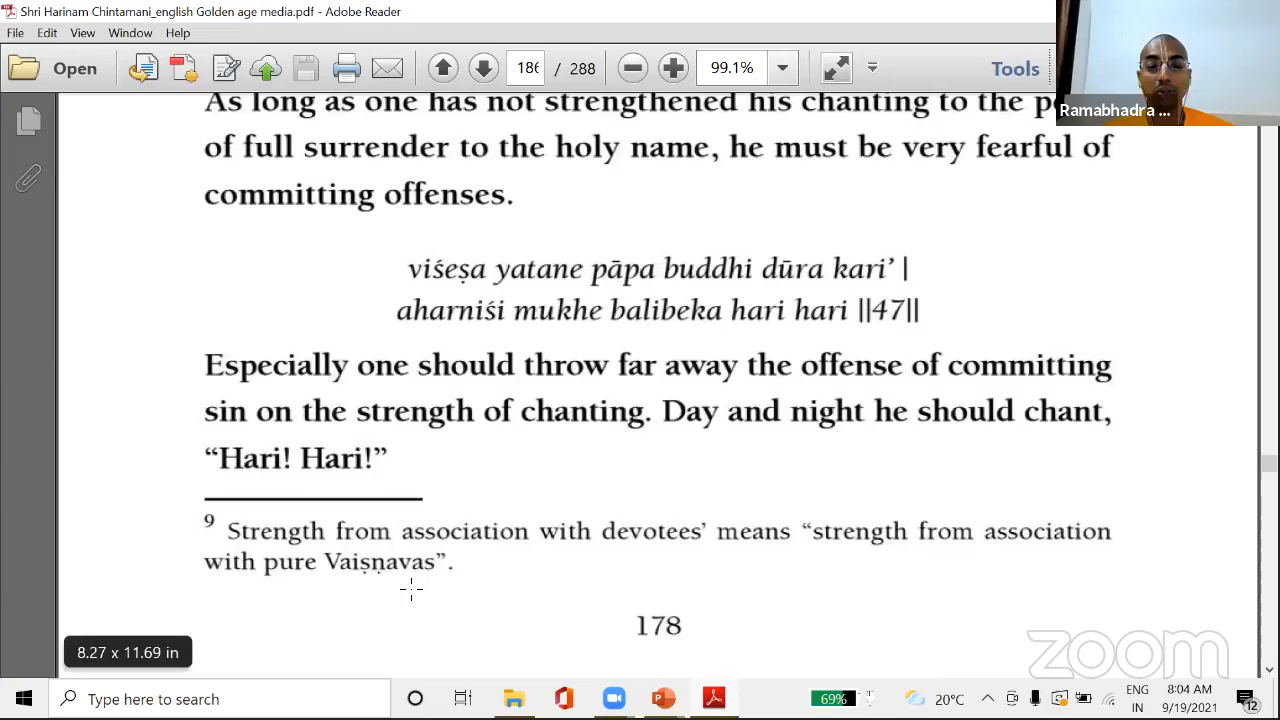 Shri Harinam Chintamani_english Golden age media.pdf - Adobe Reader
File Edit View Window Help
Open 186 / 288 99.1% Tools
Ramabhadra ...
As long as one has not strengthened his chanting to the
of full surrender to the holy name, he must be very fearful of
committing offenses.
viśeṣa yatane pāpa buddhi dūra kari’ |
aharniśi mukhe balibeka hari hari ||47||
Especially one should throw far away the offense of committing
sin on the strength of chanting. Day and night he should chant,
“Hari! Hari!”
9 Strength from association with devotees’ means “strength from association
with pure Vaiṣṇavas”.
178
8.27 x 11.69 in
zoom
Type here to search
69% 20°C ENG 8:04 AM
IN 9/19/2021 12